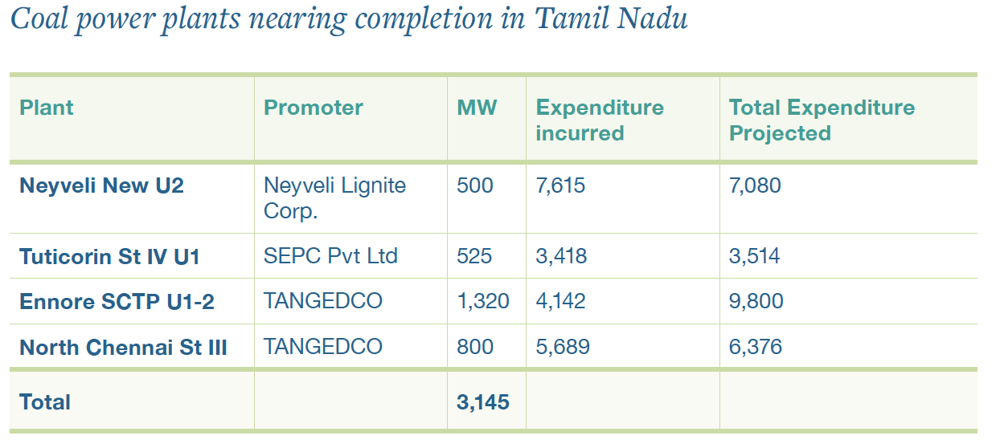 Coal power plants nearing completion in Tamil Nadu
Plant Promoter MW Expenditure incurred Total Expenditure Projected
Neyveli New U2 Neyveli Lignite Corp. 500 7,615 7,080
Tuticorin St IV U1 SEPC Pvt Ltd 525 3,418 3,514
Ennore SCTP U1-2 TANGEDCO 1,320 4,142 9,800
North Chennai St III TANGEDCO 800 5,689 6,376
Total 3,145